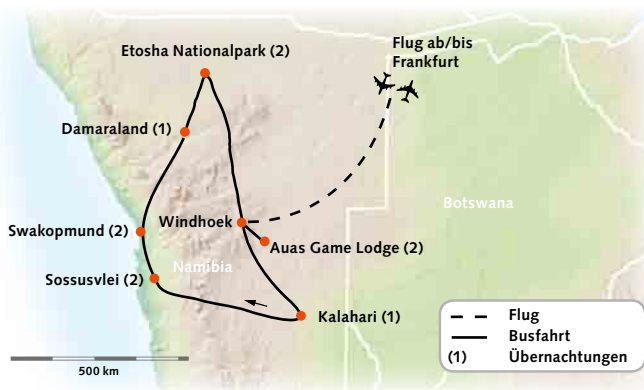 Etosha Nationalpark (2)
Flug ab/bis
Frankfurt
Damaraland (1)
Botswana
Windhoek
Swakopmund (2)
Auas Game Lodge (2)
Namibia
Sossusvlei (2)
Kalahari (1)
Flug
Busfahrt
(1) Übernachtungen
500 km